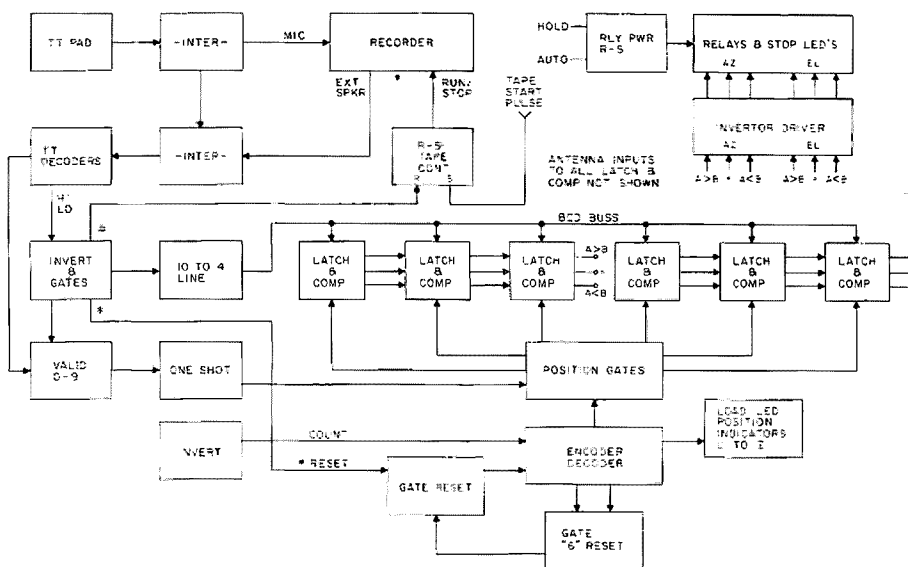 TT PAD
-INTER-
MIC
RECORDER
HOLD
AUTO
RLY PWR
R-S
RELAYS & STOP LED'S
AZ
EL
EXT
SPKR
*
RUN/
STOP
TAPE
START
PULSE
INVERTOR DRIVER
AZ
EL
A>B
=
A<B
A>B
=
A<B
TT
DECODERS
-INTER-
R-S
TAPE
CONT
R
S
ANTENNA INPUTS
TO ALL LATCH &
COMP NOT SHOWN
HI
LO
#
BCD BUSS
INVERT
&
GATES
10 TO 4
LINE
LATCH
&
COMP
LATCH
&
COMP
LATCH
&
COMP
A>B
=
A<B
LATCH
&
COMP
LATCH
&
COMP
LATCH
&
COMP
*
VALID
0-9
ONE SHOT
POSITION GATES
INVERT
COUNT
ENCODER
DECODER
LOAD LED
POSITION
INDICATORS
* RESET
GATE RESET
GATE
"6" RESET